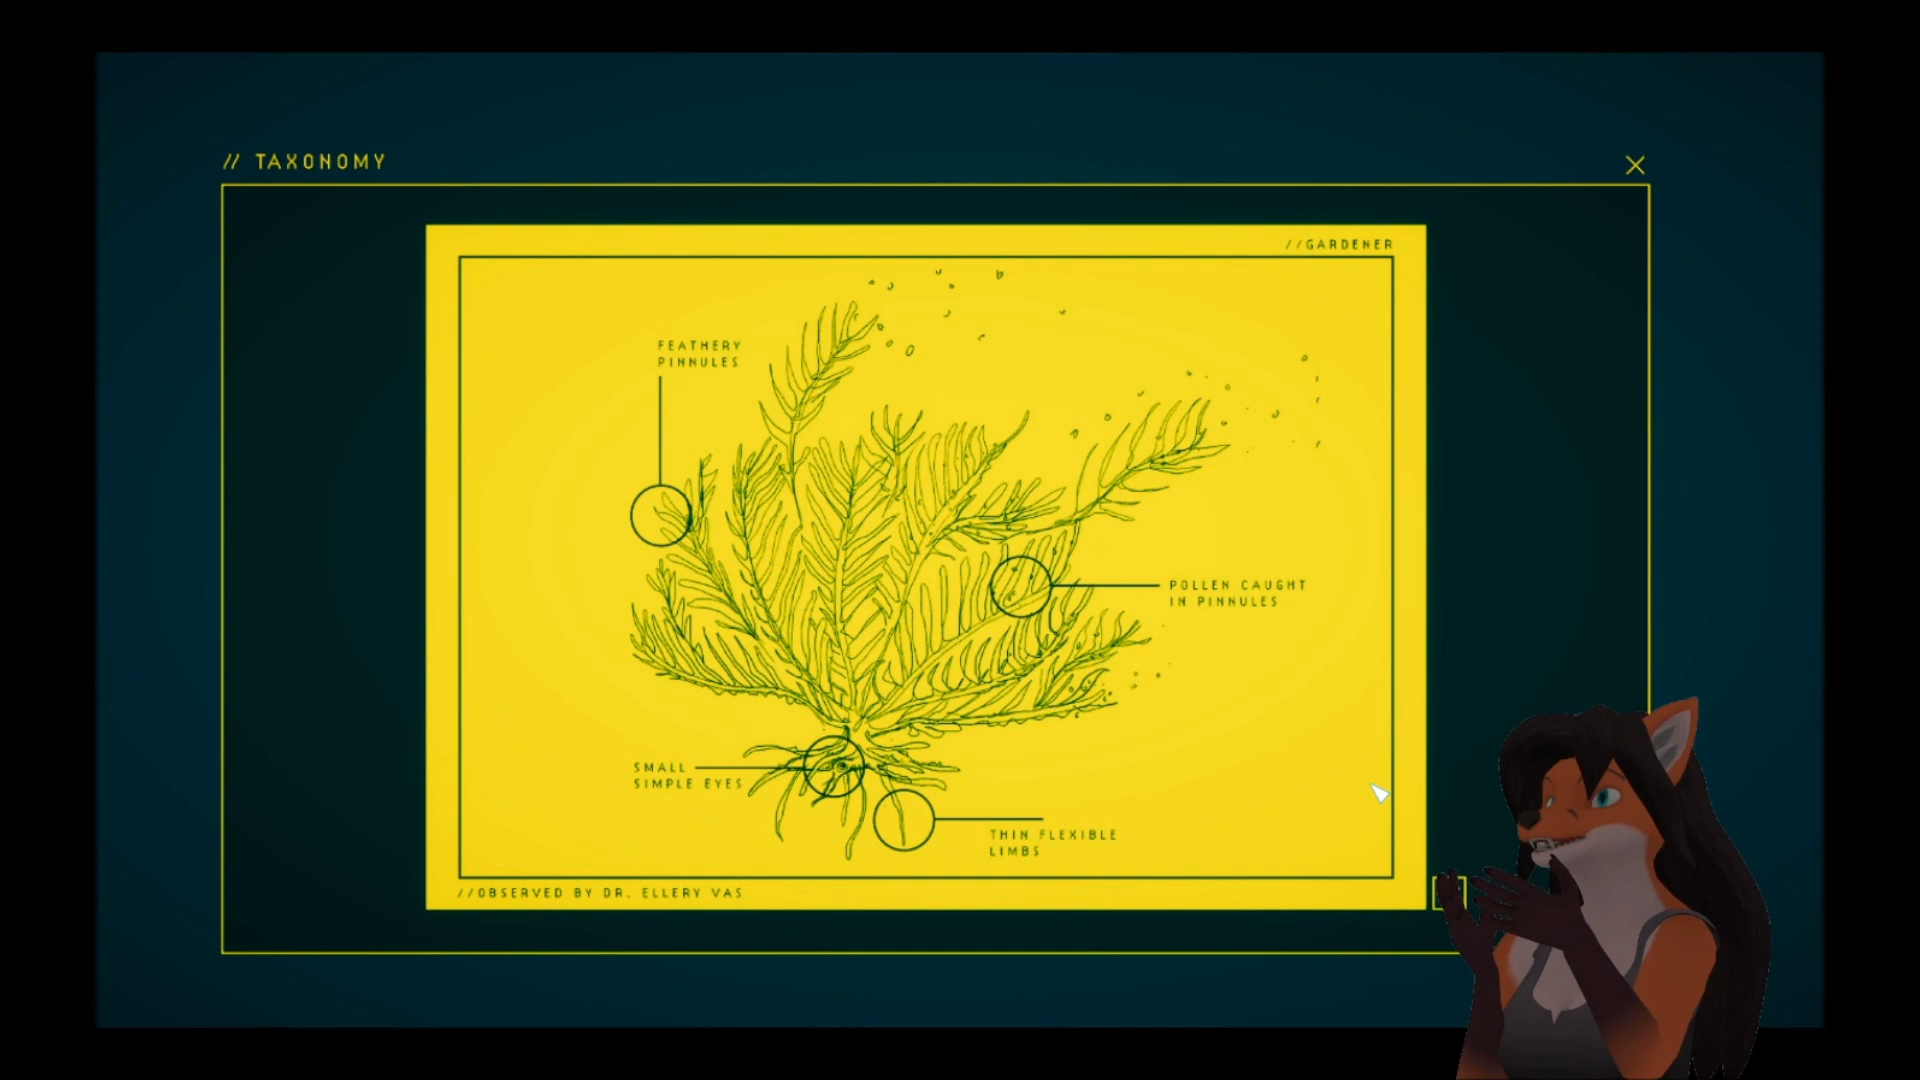 // TAXONOMY
//GARDENER
FEATHERY
PINNULES
POLLEN CAUGHT
IN PINNULES
SMALL
SIMPLE EYES
THIN FLEXIBLE
LIMBS
//OBSERVED BY DR. ELLERY VAS